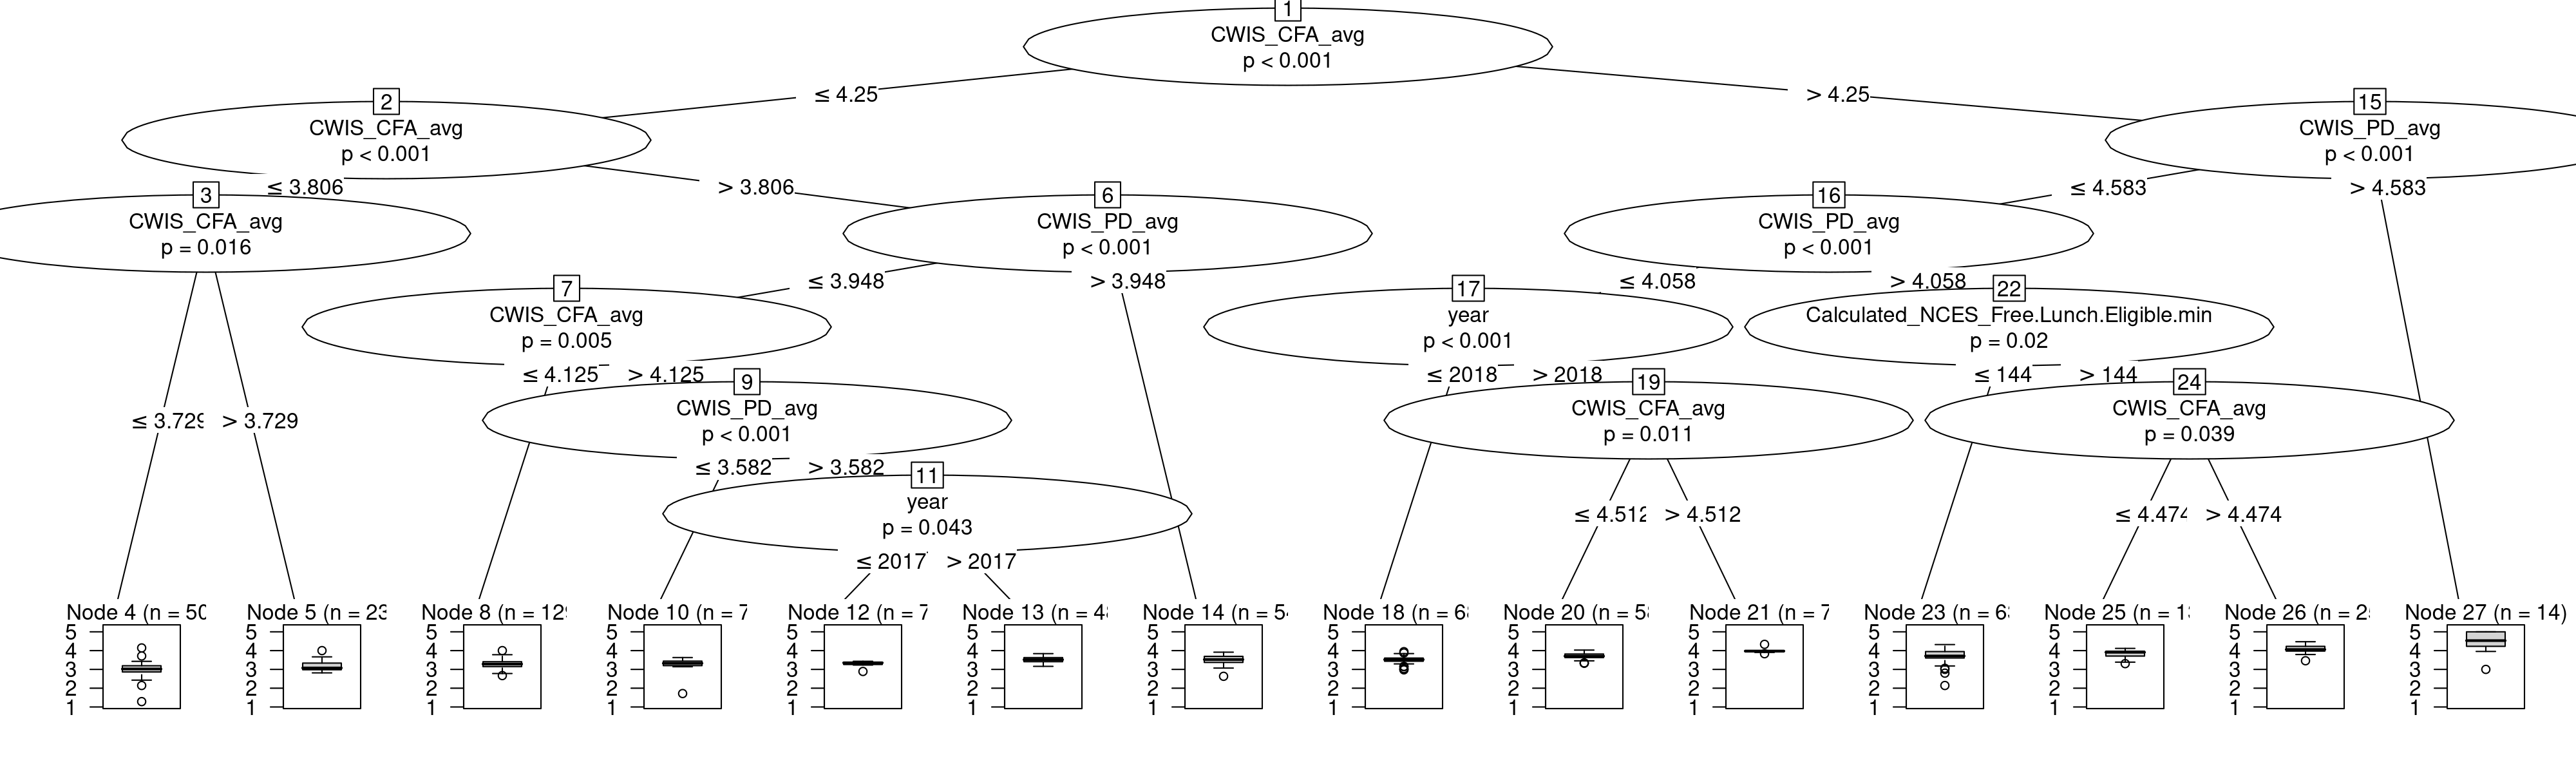 1
CWIS_CFA_avg
p < 0.001
≤ 4.25
> 4.25
2
CWIS_CFA_avg
p < 0.001
15
CWIS_PD_avg
p < 0.001
≤ 3.806
> 3.806
≤ 4.583
> 4.583
3
CWIS_CFA_avg
p = 0.016
6
CWIS_PD_avg
p < 0.001
16
CWIS_PD_avg
p < 0.001
≤ 3.948
> 3.948
≤ 4.058
> 4.058
7
CWIS_CFA_avg
p = 0.005
17
year
p < 0.001
22
Calculated_NCES_Free.Lunch.Eligible.min
p = 0.02
≤ 4.125
> 4.125
≤ 2018
> 2018
≤ 144
> 144
≤ 3.729
> 3.729
9
CWIS_PD_avg
p < 0.001
19
CWIS_CFA_avg
p = 0.011
24
CWIS_CFA_avg
p = 0.039
≤ 3.582
> 3.582
11
year
p = 0.043
≤ 4.512
> 4.512
≤ 4.474
> 4.474
≤ 2017
> 2017
Node 4 (n = 50
5
4
3
2
1
Node 5 (n = 23
5
4
3
2
1
Node 8 (n = 129
5
4
3
2
1
Node 10 (n = 7
5
4
3
2
1
Node 12 (n = 7
5
4
3
2
1
Node 13 (n = 4
5
4
3
2
1
Node 14 (n = 5
5
4
3
2
1
Node 18 (n = 6
5
4
3
2
1
Node 20 (n = 5
5
4
3
2
1
Node 21 (n = 7
5
4
3
2
1
Node 23 (n = 6
5
4
3
2
1
Node 25 (n = 1
5
4
3
2
1
Node 26 (n = 2
5
4
3
2
1
Node 27 (n = 14)
5
4
3
2
1